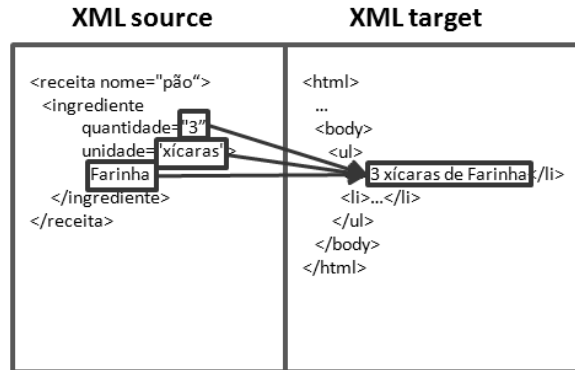 XML source
XML target
<receita nome="pão“>
<ingrediente
quantidade="3”
unidade='xícaras'>
Farinha
</ingrediente>
</receita>
<html>
...
<body>
<ul>
3 xícaras de Farinha</li>
<li>...</li>
</ul>
</body>
</html>